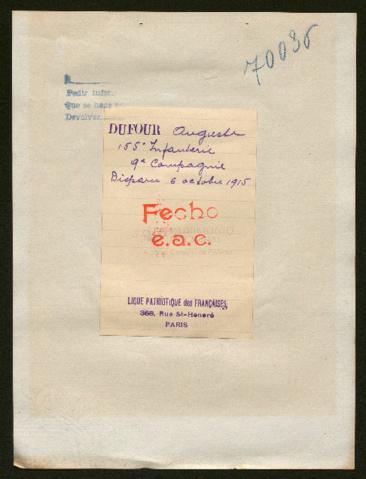 70036
Pedir infor.
Que se haga
Devolver
DUFOUR Auguste
155e Infanterie
9e Compagnie
Disparu 6 octobre 1915
Fecho
e.a.c.
LIGUE PATRIOTIQUE des FRANÇAISES
368, Rue St-Honoré
PARIS